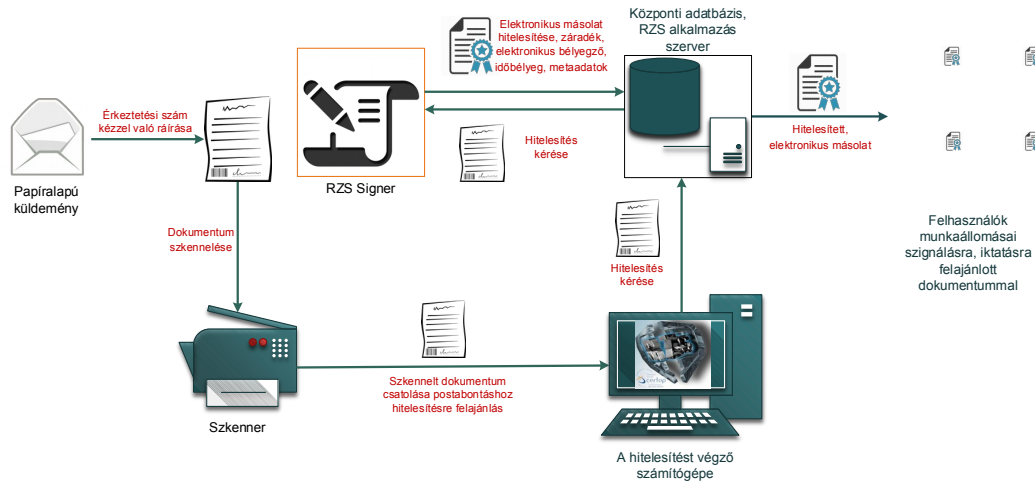 Elektronikus másolat
hitelesítése, záradék,
elektronikus bélyegző,
időbélyeg, metaadatok
Központi adatbázis,
RZS alkalmazás
szerver
Érkeztetési szám
kézzel való ráírása
Papíralapú
küldemény
RZS Signer
Hitelesítés
kérése
Hitelesített,
elektronikus másolat
Dokumentum
szkennelése
Hitelesítés
kérése
Felhasználók
munkaállomásai
szignálásra, iktatásra
felajánlott
dokumentummal
Szkennelt dokumentum
csatolása postabontáshoz
hitelesítésre felajánlás
Szkenner
A hitelesítést végző
számítógépe